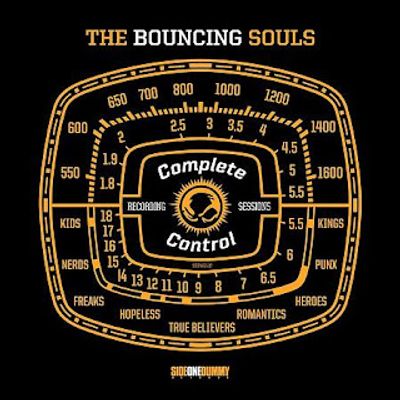 THE BOUNCING SOULS
550 600 650 700 800 1000 1200 1400 1600
1.8 1.9 2 2.5 3 3.5 4 4.5 5 5.5
Complete
RECORDING SESSIONS
Control
18 17 16 15 14 13 12 11 10 9 8 7 6.5 6 5.5
KIDS KINGS
NERDS PUNX
FREAKS HEROES
HOPELESS ROMANTICS
TRUE BELIEVERS
SIDEONEDUMMY
RECORDS